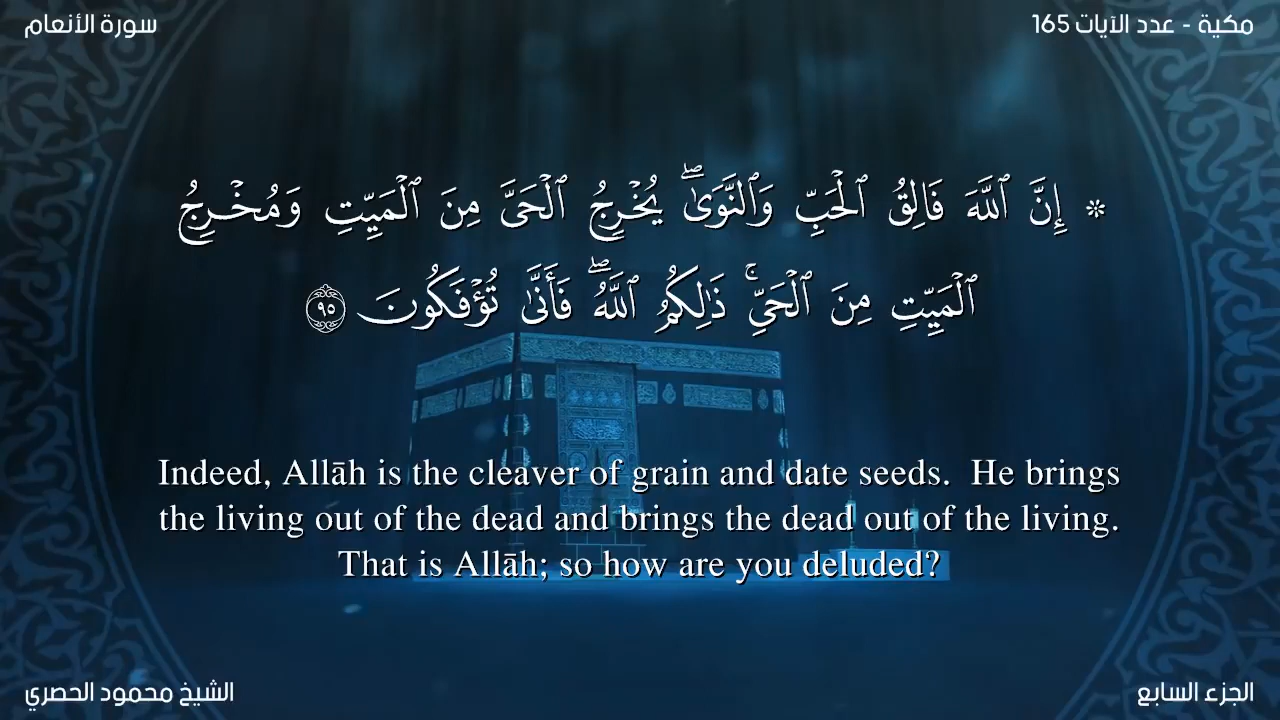 مكية - عدد الآيات 165
سورة الأنعام
۞ إِنَّ ٱللَّهَ فَالِقُ ٱلْحَبِّ وَٱلنَّوَىٰ ۖ يُخْرِجُ ٱلْحَىَّ مِنَ ٱلْمَيِّتِ وَمُخْرِجُ
ٱلْمَيِّتِ مِنَ ٱلْحَىِّ ۚ ذَٰلِكُمُ ٱللَّهُ ۖ فَأَنَّىٰ تُؤْفَكُونَ ٩٥
Indeed, Allāh is the cleaver of grain and date seeds. He brings
the living out of the dead and brings the dead out of the living.
That is Allāh; so how are you deluded?
الجزء السابع
الشيخ محمود الحصري